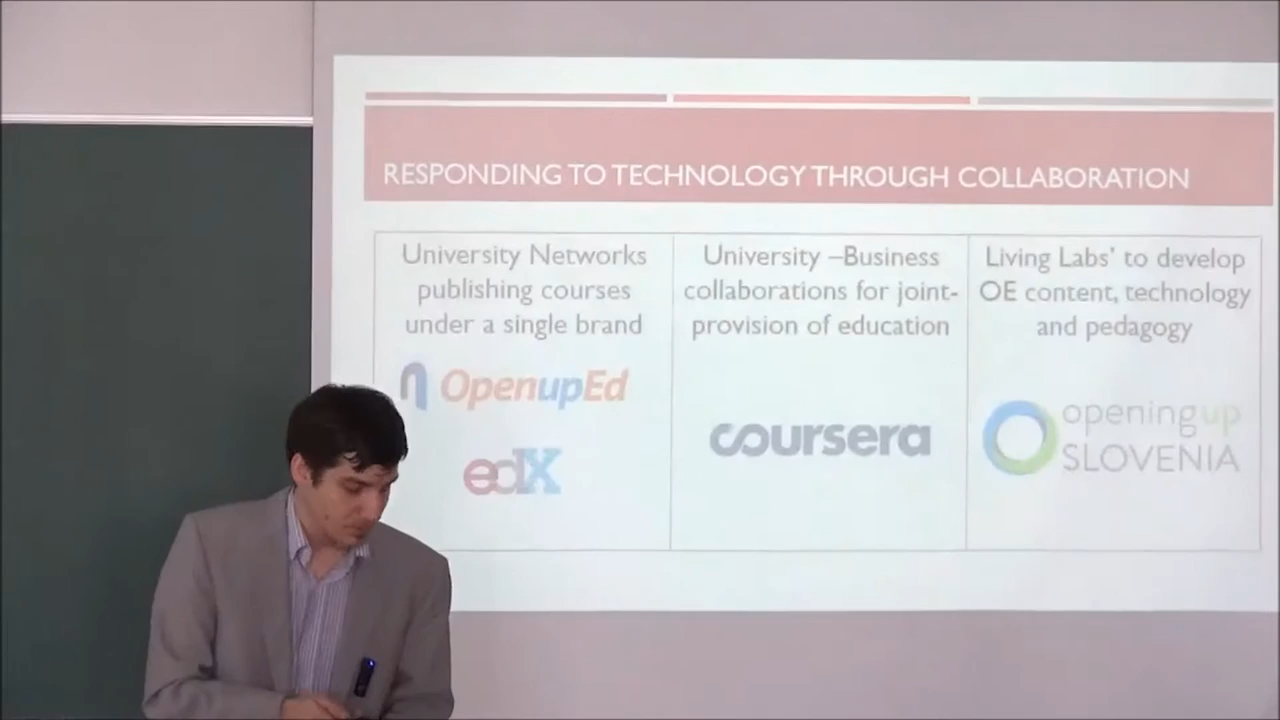 RESPONDING TO TECHNOLOGY THROUGH COLLABORATION
University Networks
publishing courses
under a single brand
OpenupEd
edX
University –Business
collaborations for joint-
provision of education
coursera
Living Labs' to develop
OE content, technology
and pedagogy
opening up
SLOVENIA